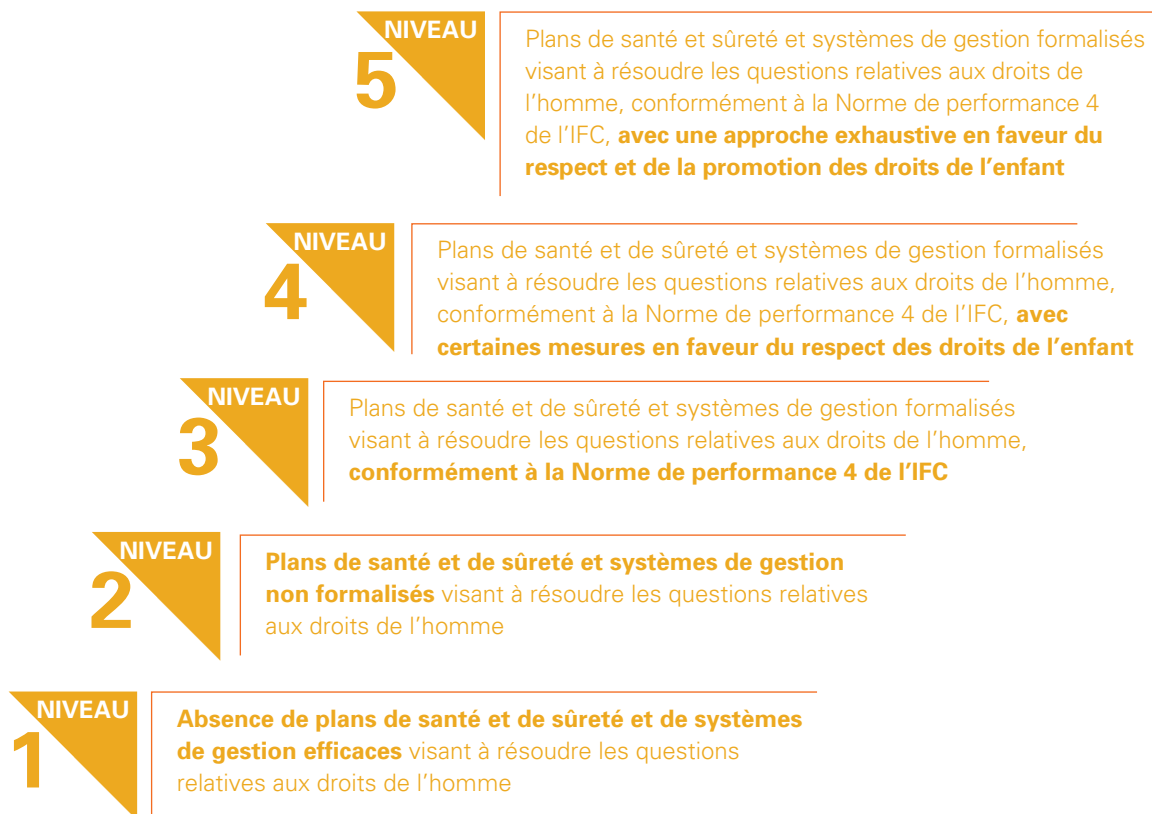 NIVEAU
5
Plans de santé et sûreté et systèmes de gestion formalisés
visant à résoudre les questions relatives aux droits de
l’homme, conformément à la Norme de performance 4
de l’IFC, avec une approche exhaustive en faveur du
respect et de la promotion des droits de l’enfant
NIVEAU
4
Plans de santé et de sûreté et systèmes de gestion formalisés
visant à résoudre les questions relatives aux droits de l’homme,
conformément à la Norme de performance 4 de l’IFC, avec
certaines mesures en faveur du respect des droits de l’enfant
NIVEAU
3
Plans de santé et de sûreté et systèmes de gestion formalisés
visant à résoudre les questions relatives aux droits de l’homme,
conformément à la Norme de performance 4 de l’IFC
NIVEAU
2
Plans de santé et de sûreté et systèmes de gestion
non formalisés visant à résoudre les questions relatives
aux droits de l’homme
NIVEAU
1
Absence de plans de santé et de sûreté et de systèmes
de gestion efficaces visant à résoudre les questions
relatives aux droits de l’homme